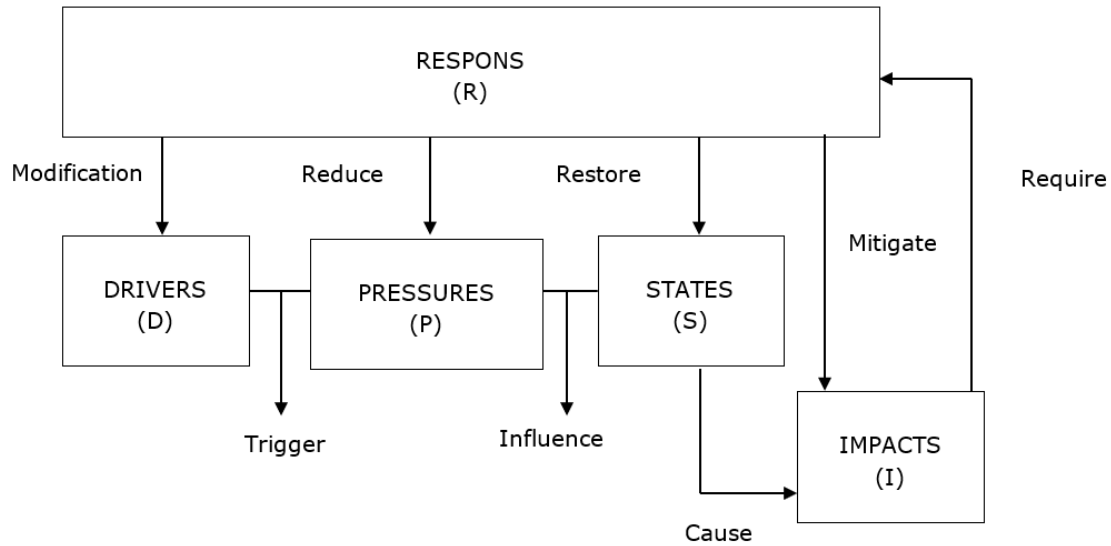 RESPONS
(R)
Modification
Reduce
Restore
Require
Mitigate
DRIVERS
(D)
PRESSURES
(P)
STATES
(S)
Trigger
Influence
IMPACTS
(I)
Cause